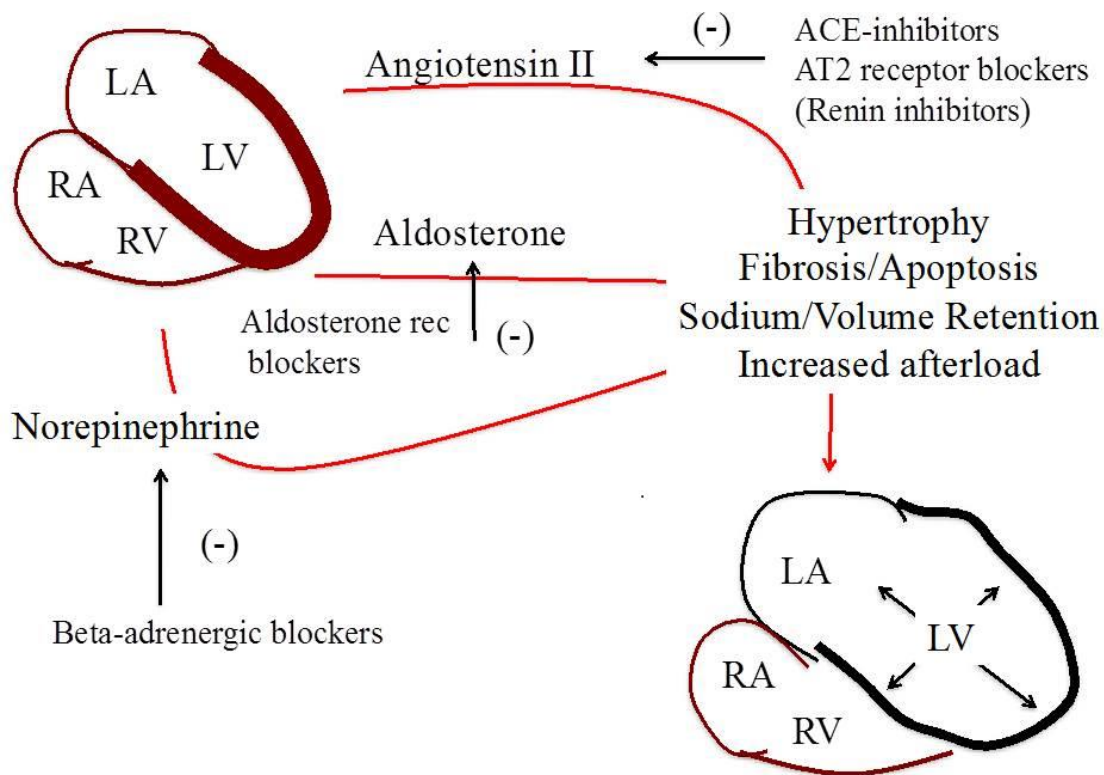 LA
LV
RA
RV
Angiotensin II
(-)
ACE-inhibitors
AT2 receptor blockers
(Renin inhibitors)
Aldosterone
Aldosterone rec
blockers
(-)
Hypertrophy
Fibrosis/Apoptosis
Sodium/Volume Retention
Increased afterload
Norepinephrine
(-)
Beta-adrenergic blockers
LA
LV
RA
RV